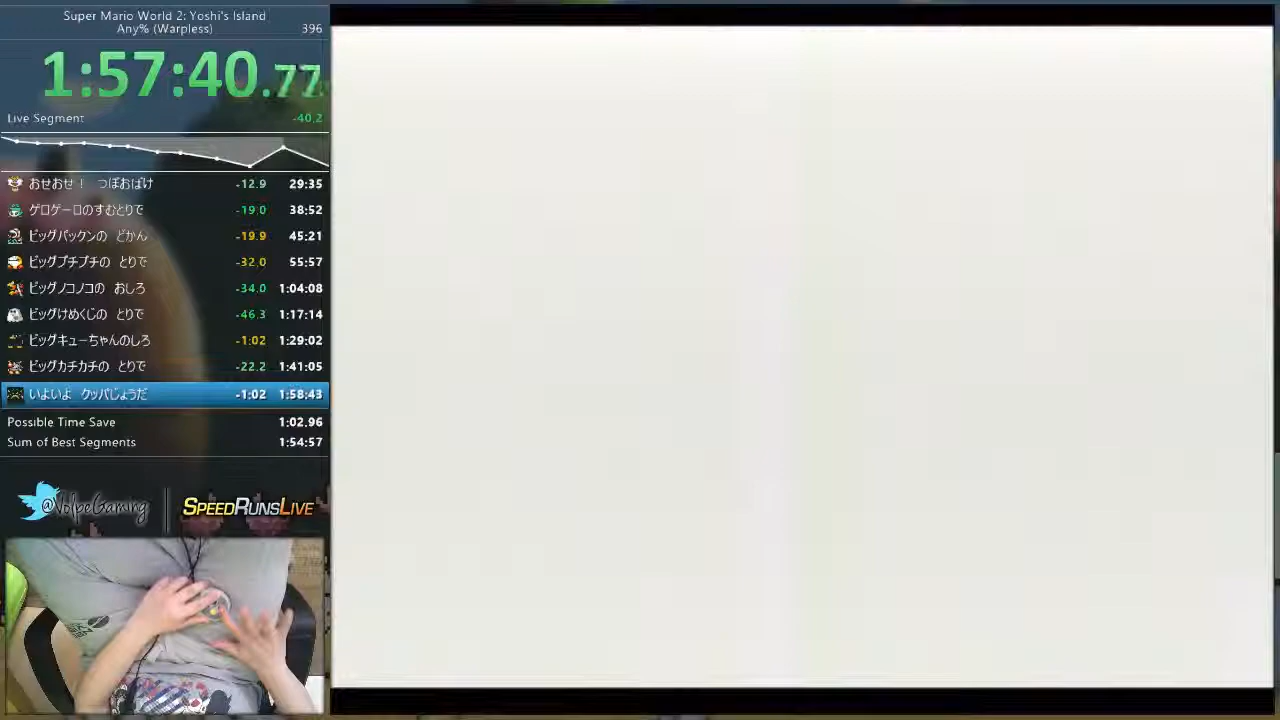 Super Mario World 2: Yoshi's Island
Any% (Warpless) 396
1:57:40.77
Live Segment -40.2
おせおせ！ つぼおばけ -12.9 29:35
ゲロゲーロのすむとりで -19.0 38:52
ビッグパックンの どかん -19.9 45:21
ビッグプチプチの とりで -32.0 55:57
ビッグノコノコの おしろ -34.0 1:04:08
ビッグけめくじの とりで -46.3 1:17:14
ビッグキューちゃんのしろ -1:02 1:29:02
ビッグカチカチの とりで -22.2 1:41:05
いよいよ クッパじょうだ -1:02 1:58:43
Possible Time Save 1:02.96
Sum of Best Segments 1:54:57
@VolpeGaming
SPEEDRUNSLIVE